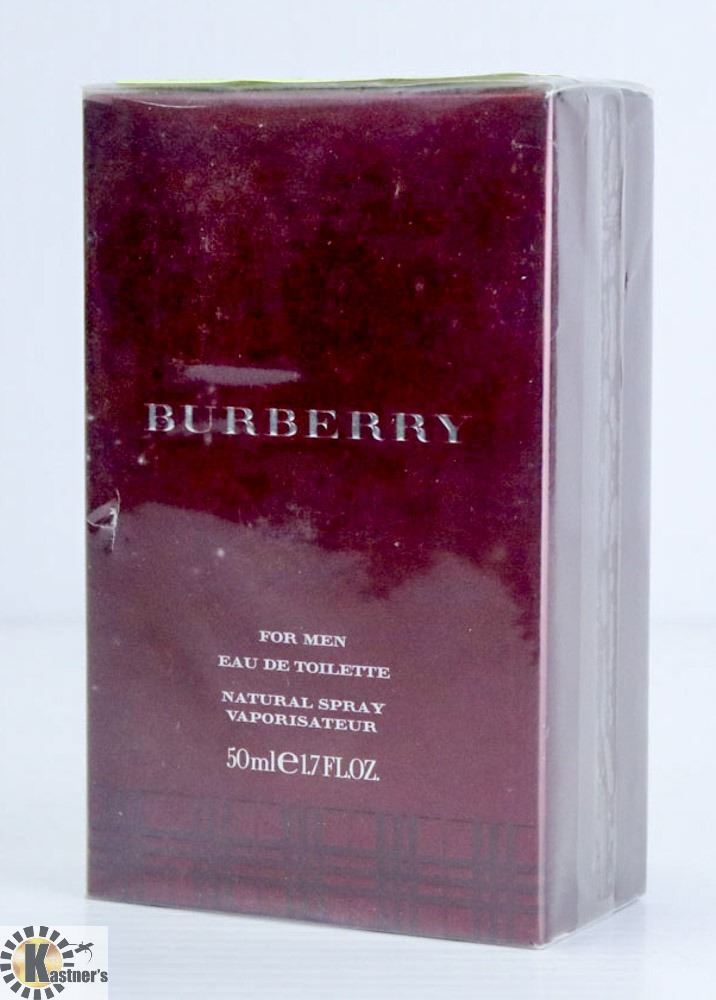 BURBERRY
FOR MEN
EAU DE TOILETTE
NATURAL SPRAY
VAPORISATEUR
50ml e 1.7 FL.OZ.
Kastner's